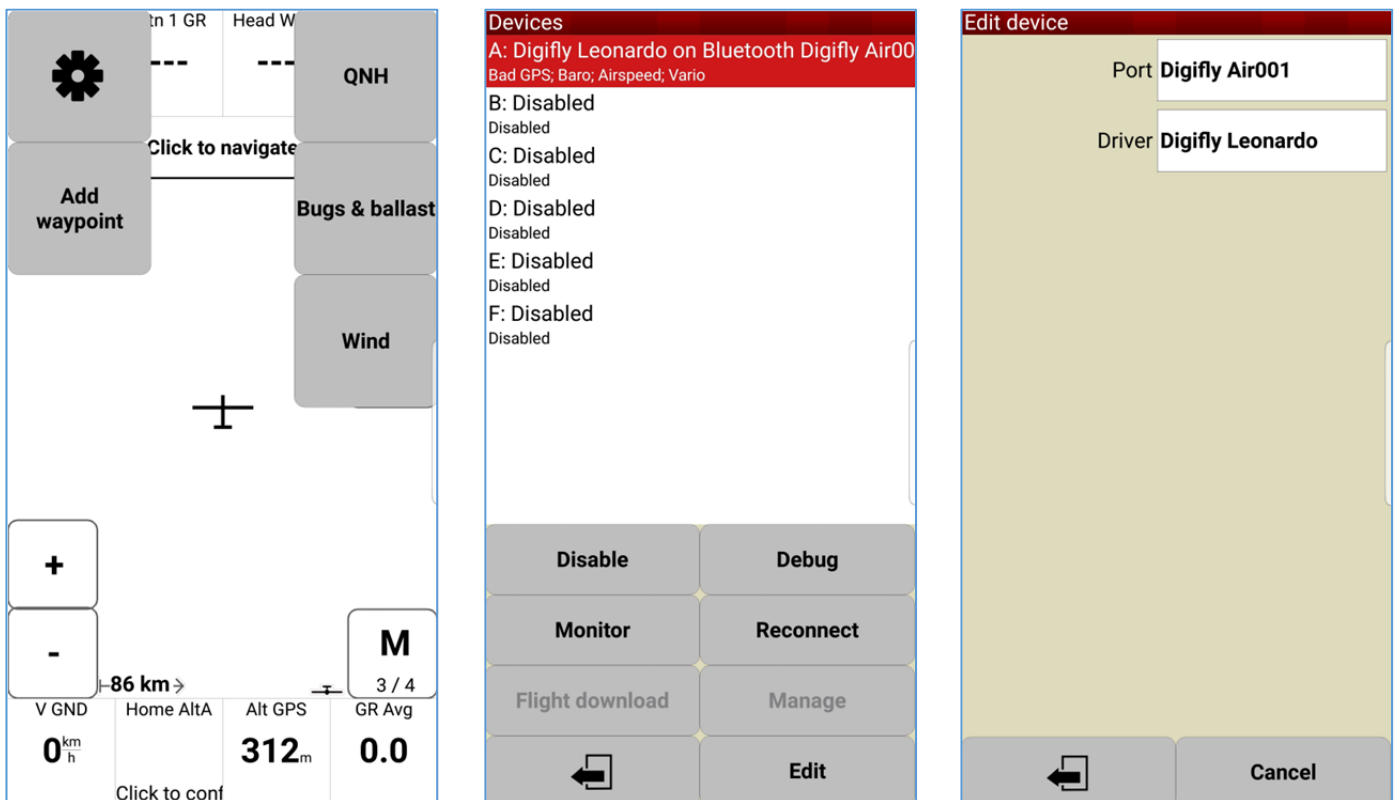 tn 1 GR
Head W
---
---
QNH
Click to navigate
Add
waypoint
Bugs & ballast
Wind
+
-
86 km
M
3 / 4
V GND
Home AltA
Alt GPS
GR Avg
0 km/h
312m
0.0
Click to conf
Devices
A: Digifly Leonardo on Bluetooth Digifly Air00
Bad GPS; Baro; Airspeed; Vario
B: Disabled
Disabled
C: Disabled
Disabled
D: Disabled
Disabled
E: Disabled
Disabled
F: Disabled
Disabled
Disable
Debug
Monitor
Reconnect
Flight download
Manage
Edit
Edit device
Port Digifly Air001
Driver Digifly Leonardo
Cancel